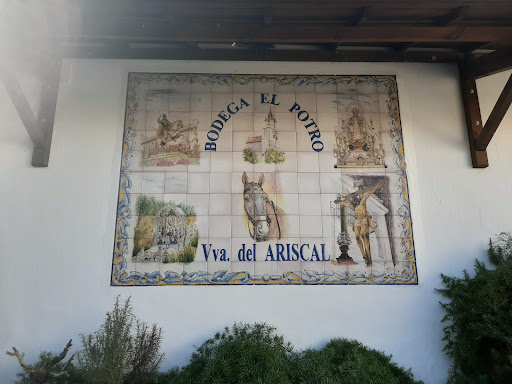 BODEGA EL POTRO
Vva. del ARISCAL